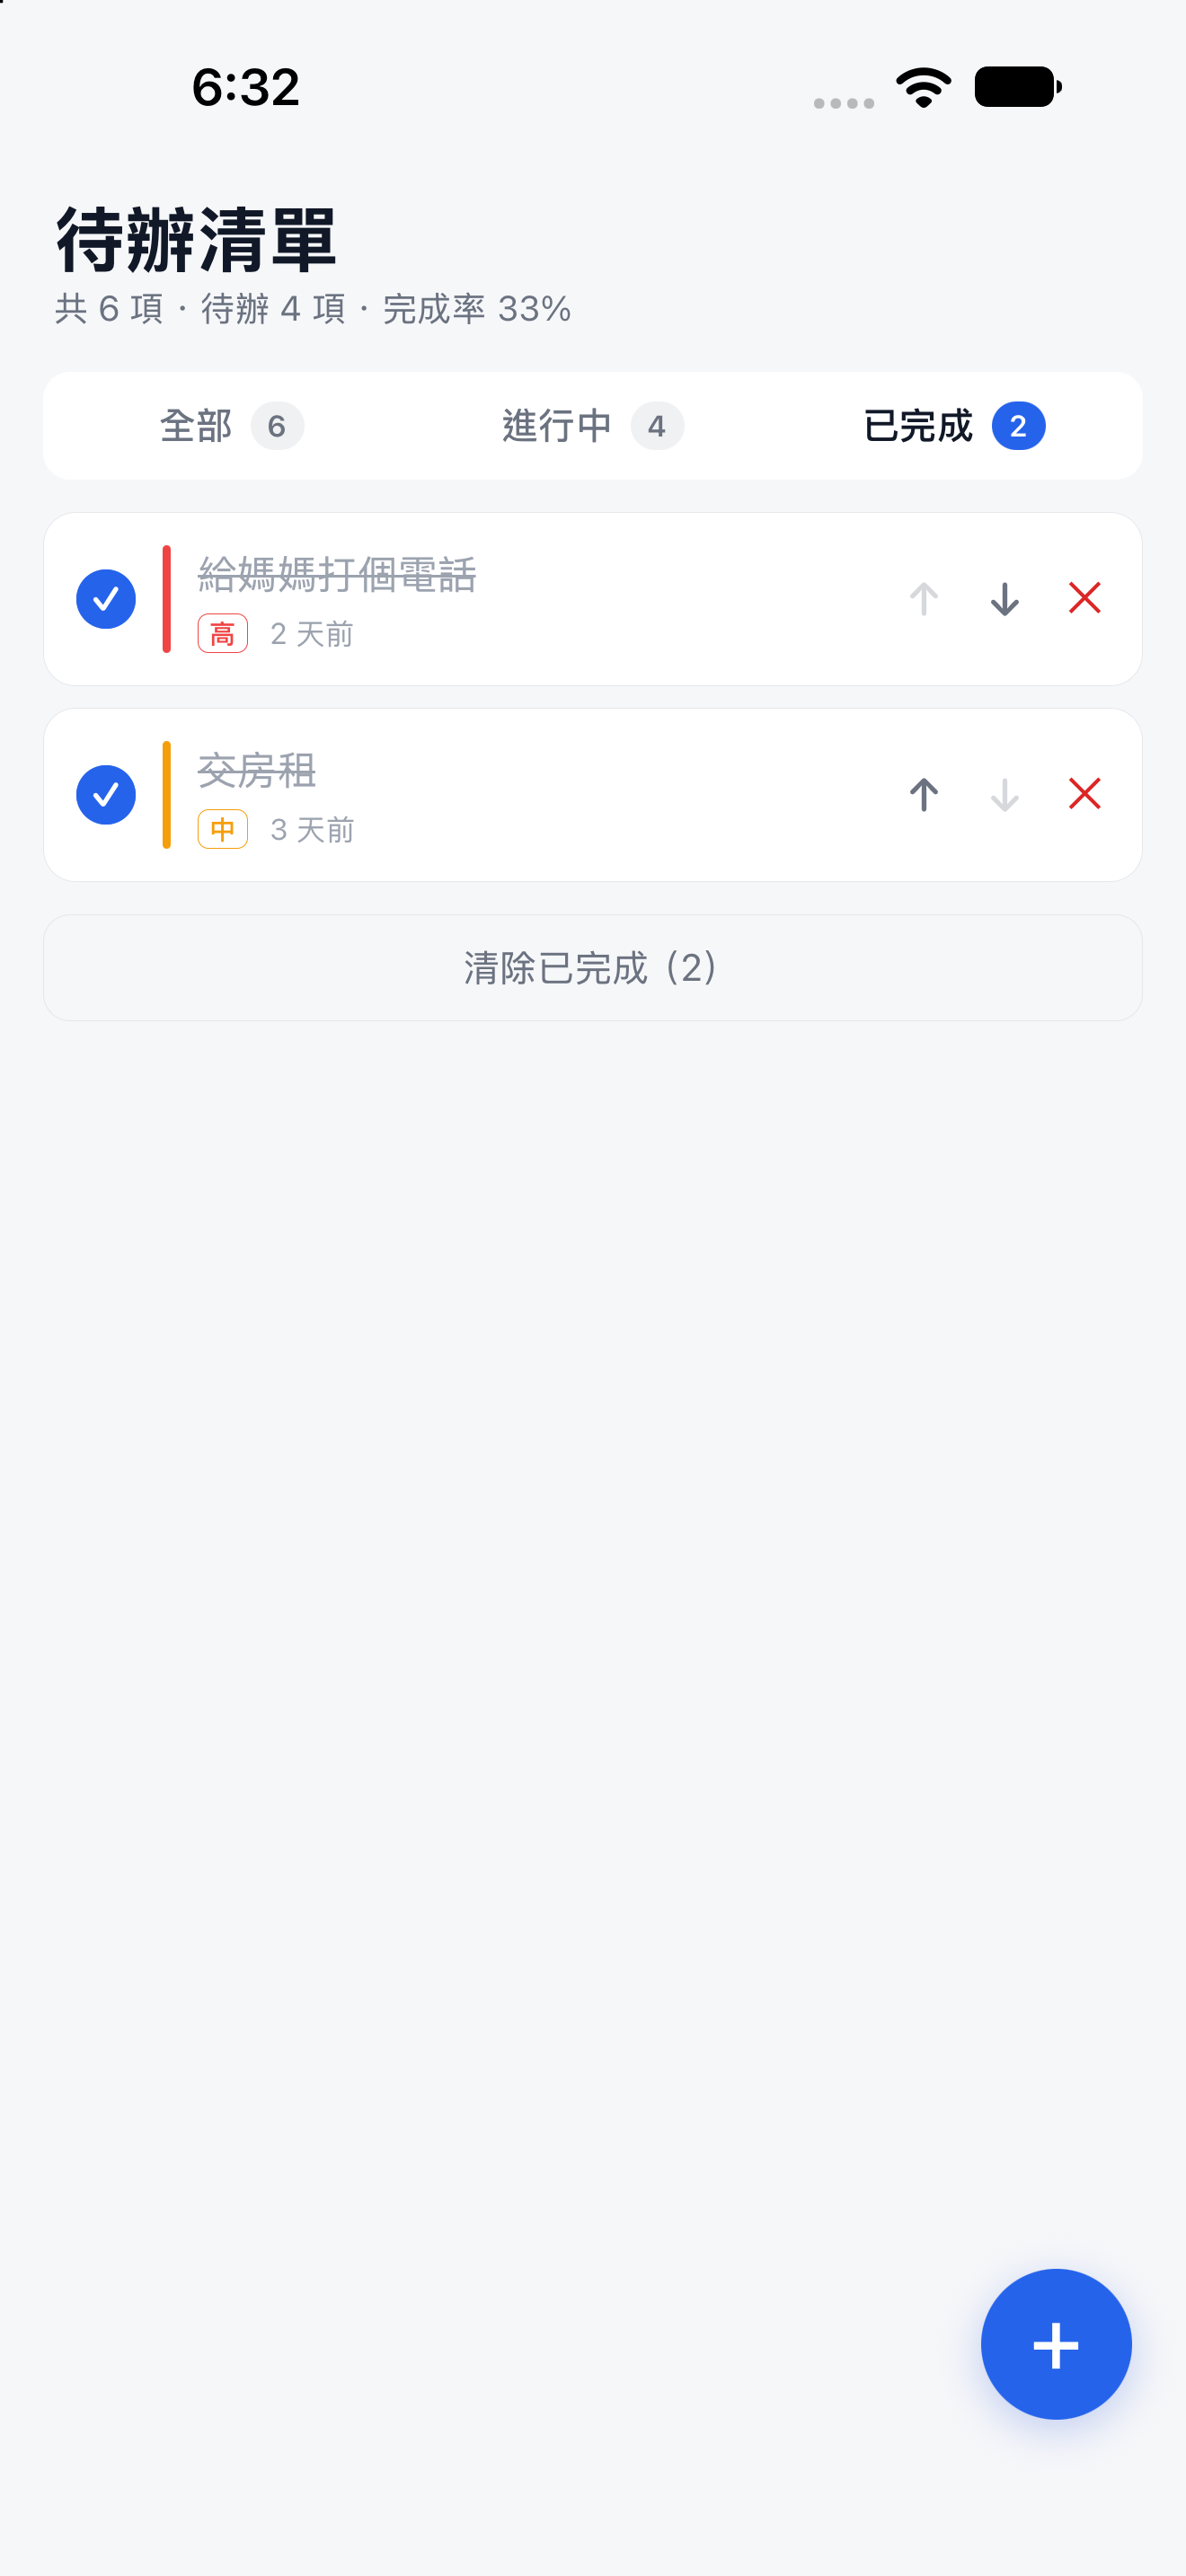 6:32
待辦清單
共 6 項 · 待辦 4 項 · 完成率 33%
全部 6 進行中 4 已完成 2
給媽媽打個電話
高 2 天前
交房租
中 3 天前
清除已完成 (2)